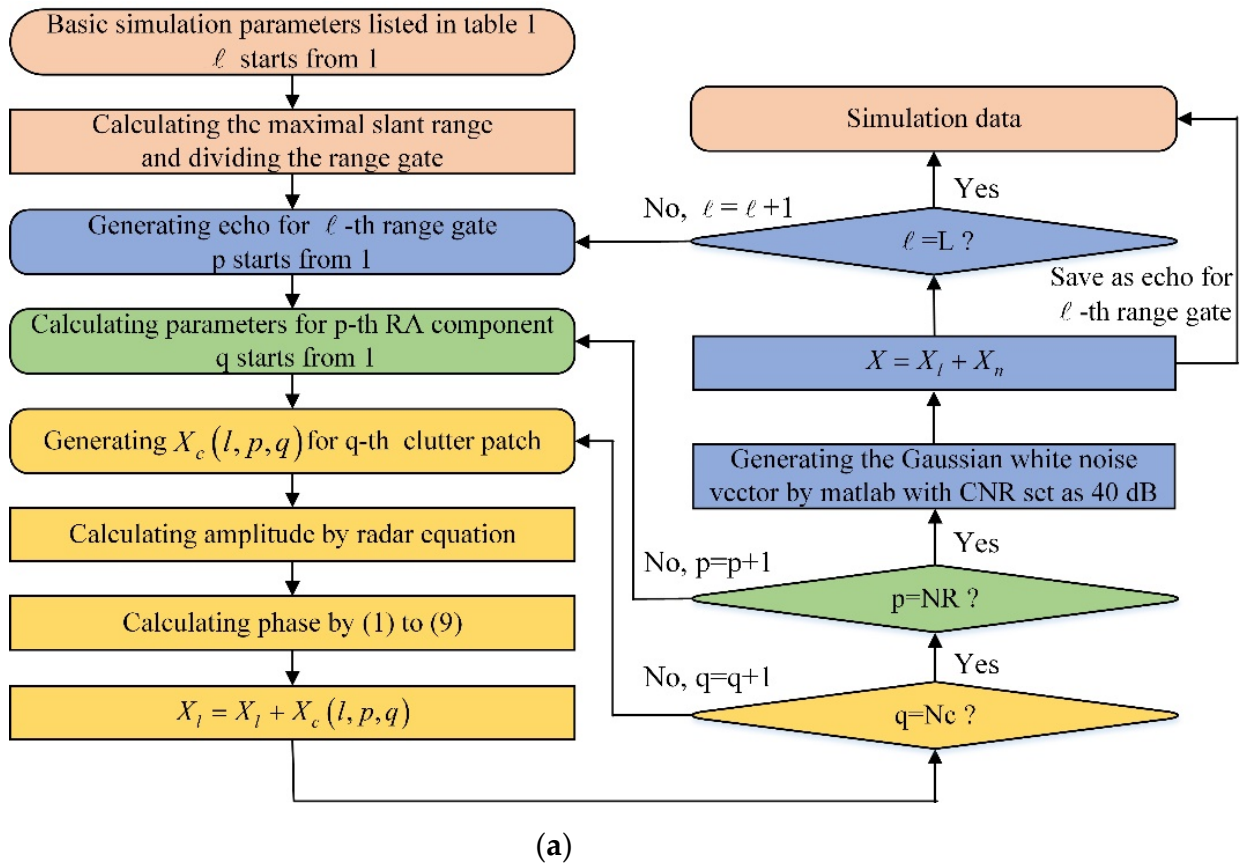 Basic simulation parameters listed in table 1
ℓ starts from 1
Calculating the maximal slant range
and dividing the range gate
Generating echo for ℓ -th range gate
p starts from 1
Calculating parameters for p-th RA component
q starts from 1
Generating X_c(l, p, q) for q-th clutter patch
Calculating amplitude by radar equation
Calculating phase by (1) to (9)
X_l = X_l + X_c(l, p, q)
Simulation data
Yes
No, ℓ = ℓ+1
ℓ =L ?
Save as echo for
ℓ -th range gate
X = X_l + X_n
Generating the Gaussian white noise
vector by matlab with CNR set as 40 dB
Yes
No, p=p+1
p=NR ?
Yes
No, q=q+1
q=Nc ?
(a)